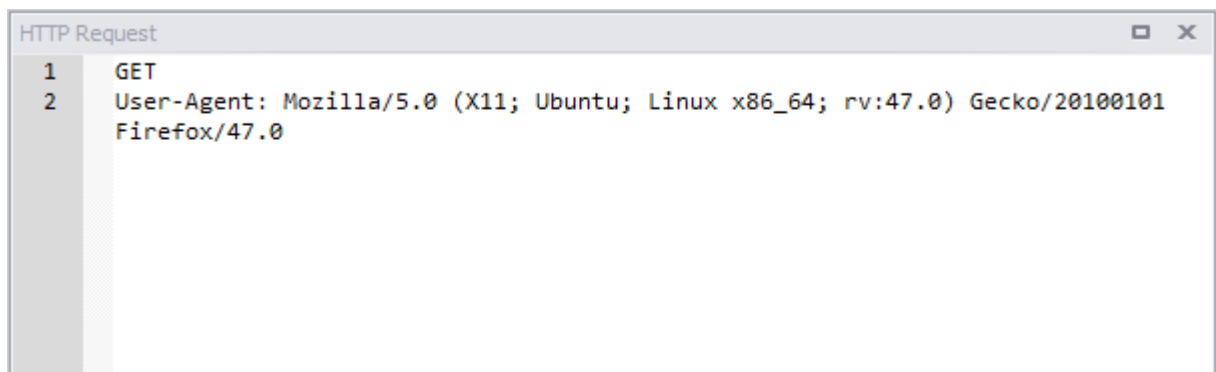 HTTP Request
1 GET
2 User-Agent: Mozilla/5.0 (X11; Ubuntu; Linux x86_64; rv:47.0) Gecko/20100101
Firefox/47.0